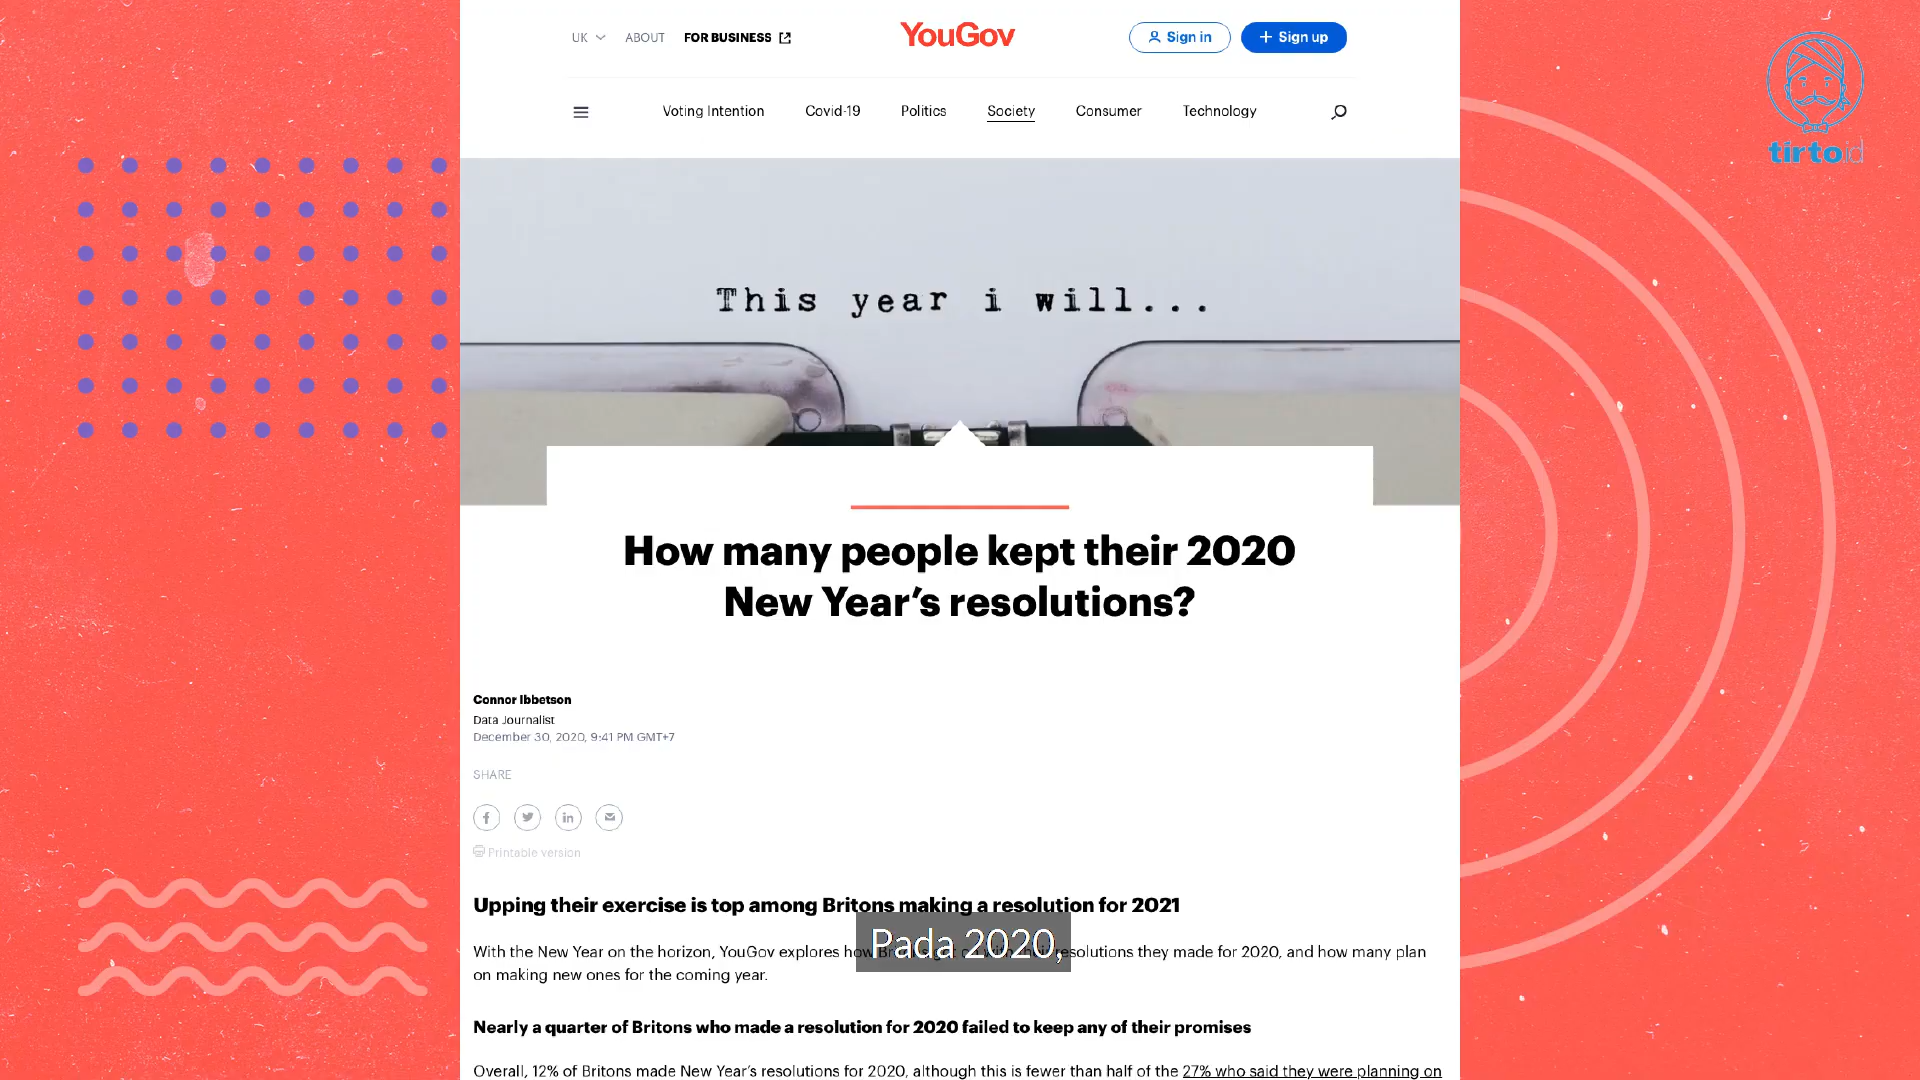 UK ABOUT FOR BUSINESS YouGov Sign in + Sign up
Voting Intention Covid-19 Politics Society Consumer Technology
tirtoid
This year i will...
How many people kept their 2020
New Year's resolutions?
Connor Ibbetson
Data Journalist
December 30, 2020, 9:41 PM GMT+7
SHARE
Printable version
Upping their exercise is top among Britons making a resolution for 2021
With the New Year on the horizon, YouGov explores how resolutions they made for 2020, and how many plan
Pada 2020,
on making new ones for the coming year.
Nearly a quarter of Britons who made a resolution for 2020 failed to keep any of their promises
Overall, 12% of Britons made New Year's resolutions for 2020, although this is fewer than half of the 27% who said they were planning on